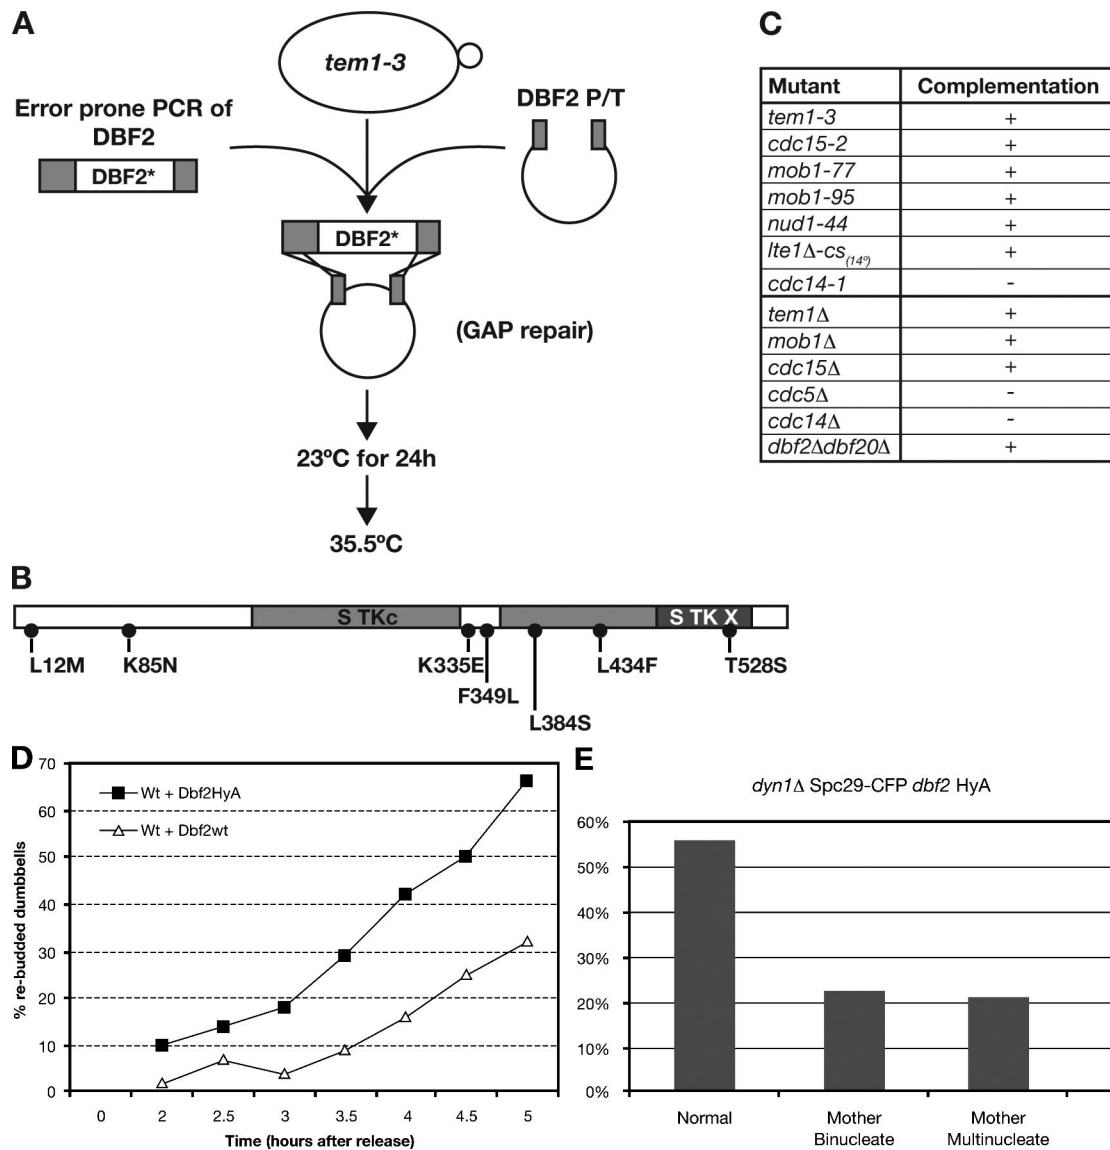 A
tem1-3
Error prone PCR of
DBF2
DBF2*
DBF2 P/T
DBF2*
(GAP repair)
23ºC for 24h
35.5ºC
C
Mutant Complementation
tem1-3 +
cdc15-2 +
mob1-77 +
mob1-95 +
nud1-44 +
lte1Δ-cs(14º) +
cdc14-1 -
tem1Δ +
mob1Δ +
cdc15Δ +
cdc5Δ -
cdc14Δ -
dbf2Δdbf20Δ +
B
S TKc S TK X
L12M K85N K335E L434F T528S
F349L
L384S
D
% re-budded dumbbells
70
60
50
40
30
20
10
0
Wt + Dbf2HyA
Wt + Dbf2wt
0 2 2.5 3 3.5 4 4.5 5
Time (hours after release)
E
dyn1Δ Spc29-CFP dbf2 HyA
60%
50%
40%
30%
20%
10%
0%
Normal
Mother
Binucleate
Mother
Multinucleate